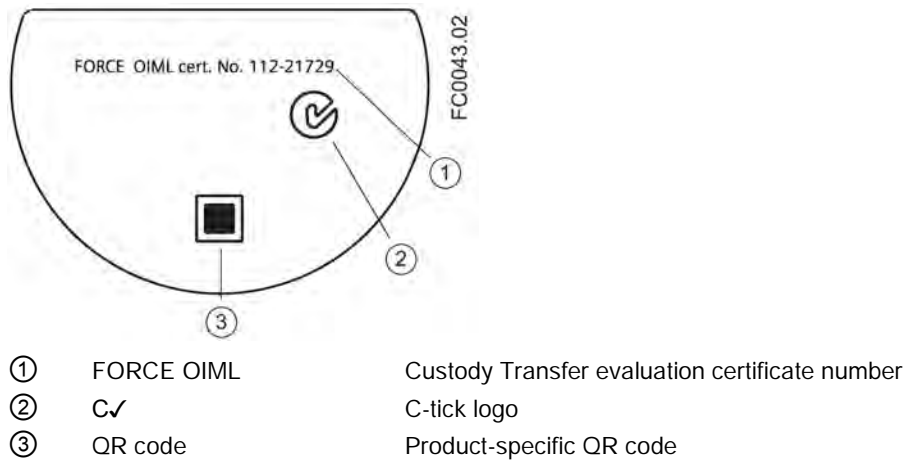 FC0043.02
FORCE OIML cert. No. 112-21729
①
②
③
① FORCE OIML Custody Transfer evaluation certificate number
② C✓ C-tick logo
③ QR code Product-specific QR code